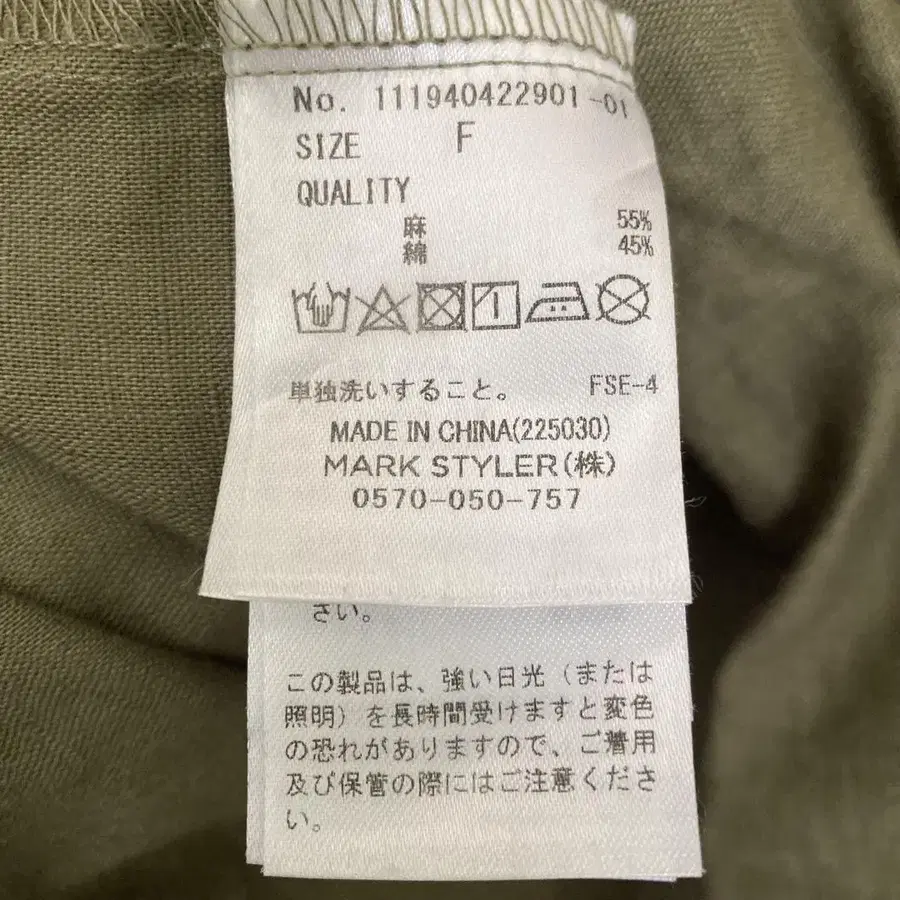 No. 111940422901-01
SIZE F
QUALITY
麻 55%
綿 45%
単独洗いすること。 FSE-4
MADE IN CHINA(225030)
MARK STYLER(株)
0570-050-757
さい。
この製品は、強い日光(または
照明)を長時間受けますと変色
の恐れがありますので、ご着用
及び保管の際にはご注意くださ
い。